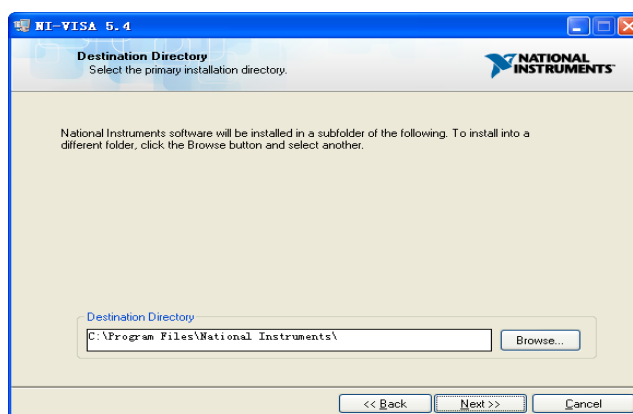 NI-VISA 5.4
Destination Directory
Select the primary installation directory.
NATIONAL
INSTRUMENTS™
National Instruments software will be installed in a subfolder of the following. To install into a
different folder, click the Browse button and select another.
Destination Directory
C:\Program Files\National Instruments\
Browse...
<< Back
Next >>
Cancel